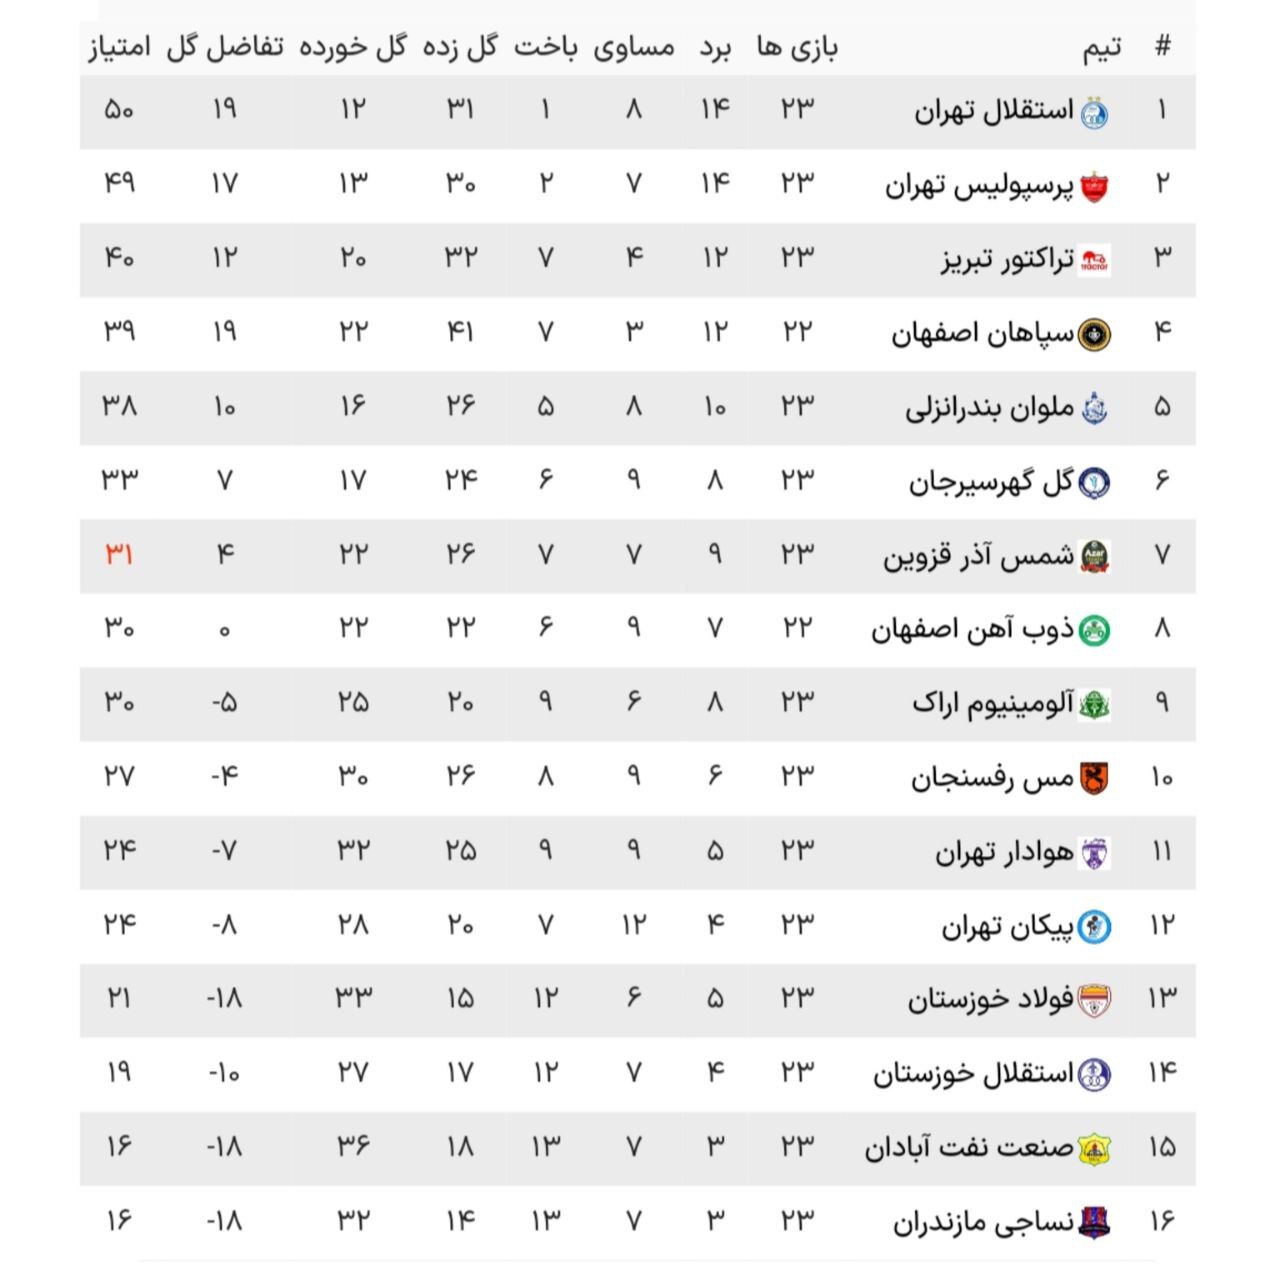 # تیم بازی ها برد مساوی باخت گل زده گل خورده تفاضل گل امتیاز
۱ استقلال تهران ۲۳ ۱۴ ۸ ۱ ۳۱ ۱۲ ۱۹ ۵۰
۲ پرسپولیس تهران ۲۳ ۱۴ ۷ ۲ ۳۰ ۱۳ ۱۷ ۴۹
۳ تراکتور تبریز ۲۳ ۱۲ ۴ ۷ ۳۲ ۲۰ ۱۲ ۴۰
۴ سپاهان اصفهان ۲۲ ۱۲ ۳ ۷ ۴۱ ۲۲ ۱۹ ۳۹
۵ ملوان بندرانزلی ۲۳ ۱۰ ۸ ۵ ۲۶ ۱۶ ۱۰ ۳۸
۶ گل گهرسیرجان ۲۳ ۸ ۹ ۶ ۲۴ ۱۷ ۷ ۳۳
۷ شمس آذر قزوین ۲۳ ۹ ۷ ۷ ۲۶ ۲۲ ۴ ۳۱
۸ ذوب آهن اصفهان ۲۲ ۷ ۹ ۶ ۲۲ ۲۲ ۰ ۳۰
۹ آلومینیوم اراک ۲۳ ۸ ۶ ۹ ۲۰ ۲۵ -۵ ۳۰
۱۰ مس رفسنجان ۲۳ ۶ ۹ ۸ ۲۶ ۳۰ -۴ ۲۷
۱۱ هوادار تهران ۲۳ ۵ ۹ ۹ ۲۵ ۳۲ -۷ ۲۴
۱۲ پیکان تهران ۲۳ ۴ ۱۲ ۷ ۲۰ ۲۸ -۸ ۲۴
۱۳ فولاد خوزستان ۲۳ ۵ ۶ ۱۲ ۱۵ ۳۳ -۱۸ ۲۱
۱۴ استقلال خوزستان ۲۳ ۴ ۷ ۱۲ ۱۷ ۲۷ -۱۰ ۱۹
۱۵ صنعت نفت آبادان ۲۳ ۳ ۷ ۱۳ ۱۸ ۳۶ -۱۸ ۱۶
۱۶ نساجی مازندران ۲۳ ۳ ۷ ۱۳ ۱۴ ۳۲ -۱۸ ۱۶